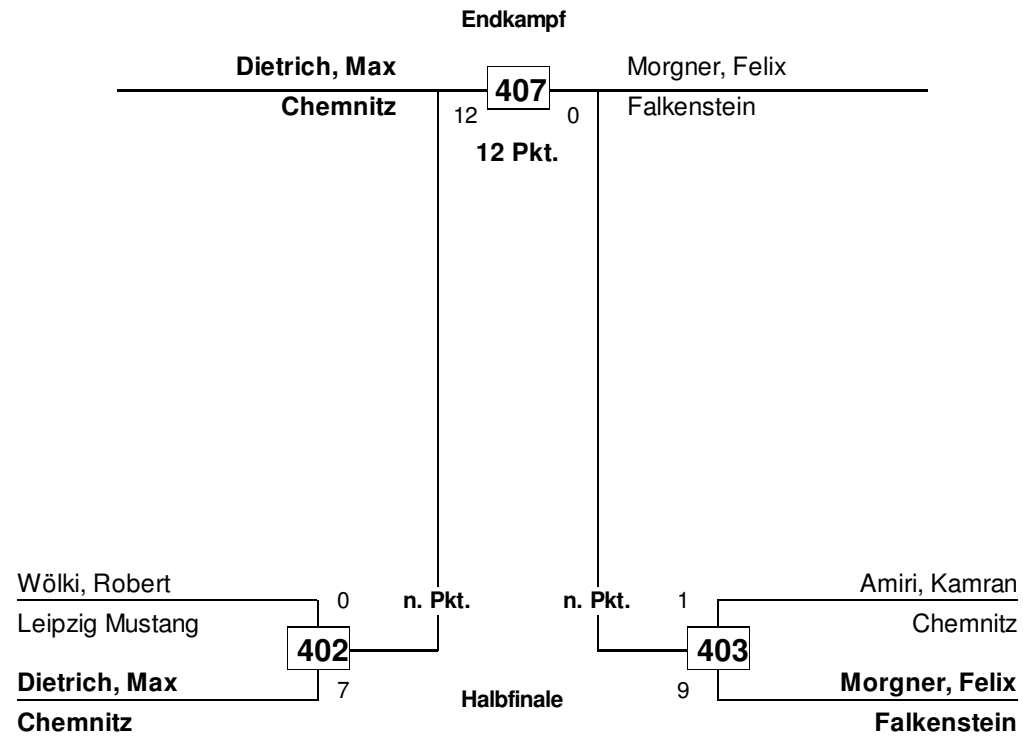 Endkampf
Dietrich, Max
407
Morgner, Felix
Chemnitz
12
0
Falkenstein
12 Pkt.
Wölki, Robert
0
n. Pkt.
n. Pkt.
1
Amiri, Kamran
Leipzig Mustang
Chemnitz
402
403
Dietrich, Max
7
Halbfinale
9
Morgner, Felix
Chemnitz
Falkenstein